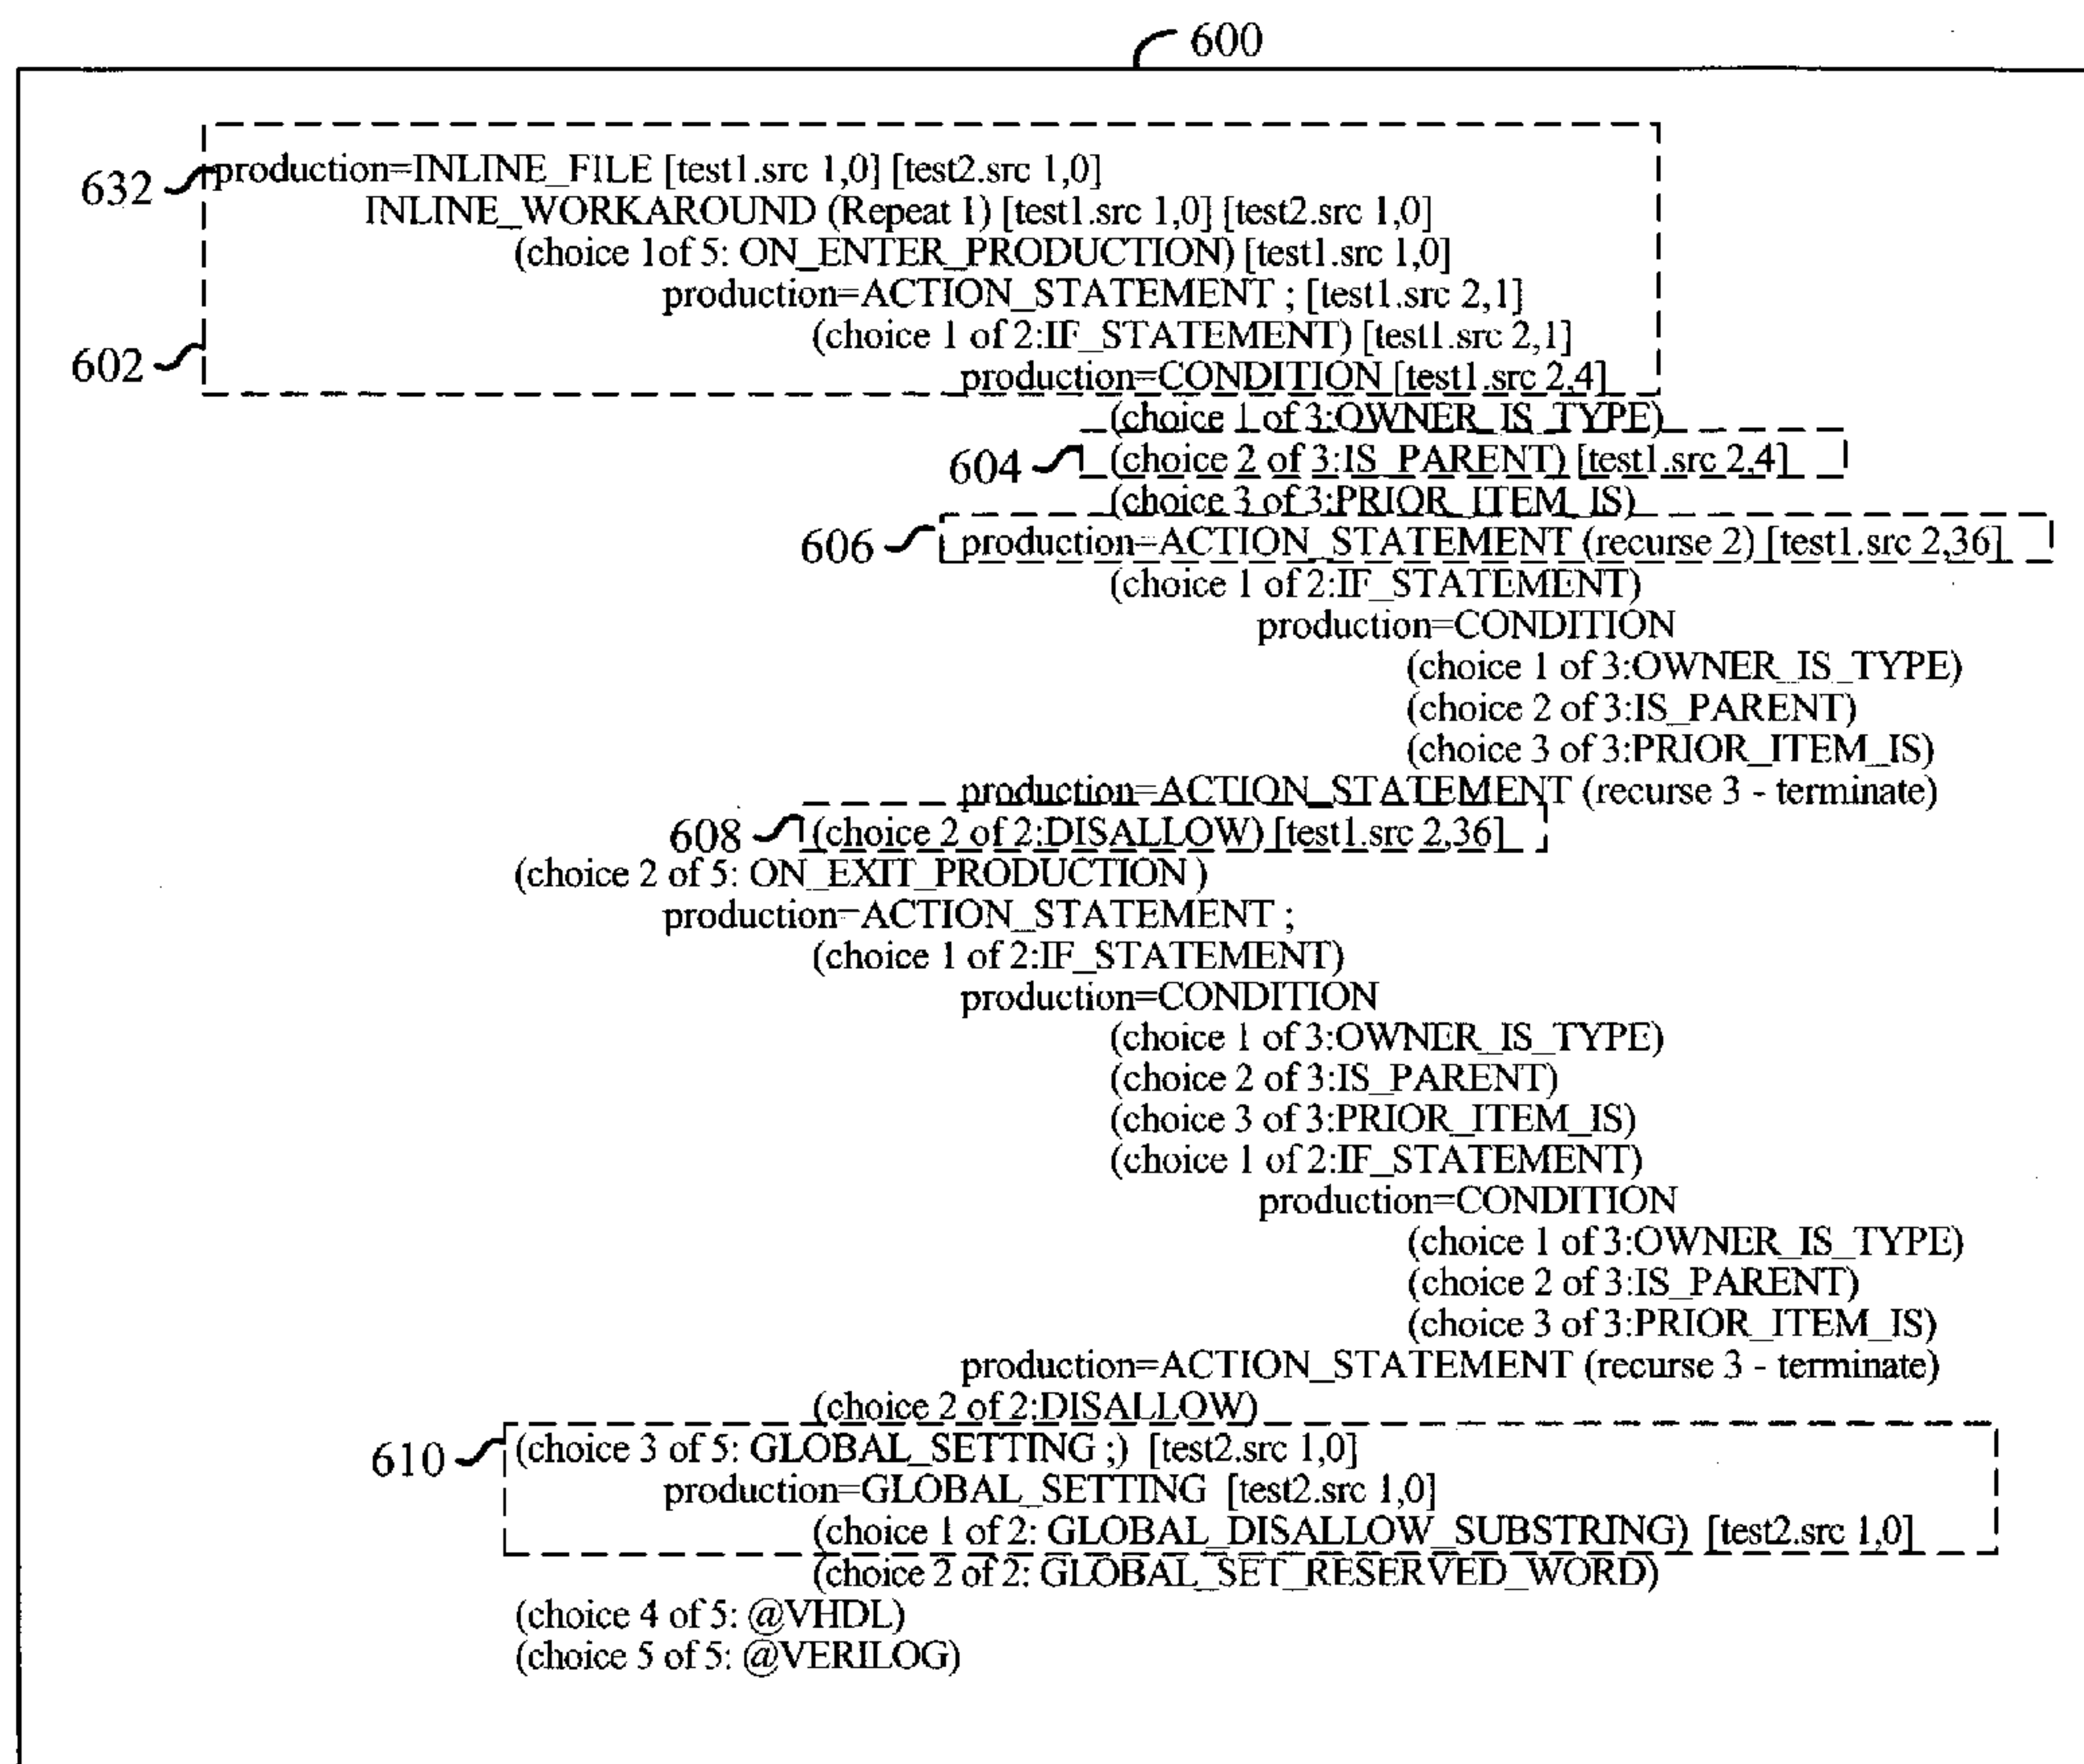 600
632 production=INLINE_FILE [test1.src 1,0] [test2.src 1,0]
INLINE_WORKAROUND (Repeat 1) [test1.src 1,0] [test2.src 1,0]
(choice 1of 5: ON_ENTER_PRODUCTION) [test1.src 1,0]
production=ACTION_STATEMENT ; [test1.src 2,1]
(choice 1 of 2:IF_STATEMENT) [test1.src 2,1]
602 production=CONDITION [test1.src 2,4]
(choice 1 of 3:OWNER_IS_TYPE)
604 (choice 2 of 3:IS_PARENT) [test1.src 2,4]
(choice 3 of 3:PRIOR_ITEM_IS)
606 production=ACTION_STATEMENT (recurse 2) [test1.src 2,36]
(choice 1 of 2:IF_STATEMENT)
production=CONDITION
(choice 1 of 3:OWNER_IS_TYPE)
(choice 2 of 3:IS_PARENT)
(choice 3 of 3:PRIOR_ITEM_IS)
production=ACTION_STATEMENT (recurse 3 - terminate)
608 (choice 2 of 2:DISALLOW) [test1.src 2,36]
(choice 2 of 5: ON_EXIT_PRODUCTION )
production=ACTION_STATEMENT ;
(choice 1 of 2:IF_STATEMENT)
production=CONDITION
(choice 1 of 3:OWNER_IS_TYPE)
(choice 2 of 3:IS_PARENT)
(choice 3 of 3:PRIOR_ITEM_IS)
(choice 1 of 2:IF_STATEMENT)
production=CONDITION
(choice 1 of 3:OWNER_IS_TYPE)
(choice 2 of 3:IS_PARENT)
(choice 3 of 3:PRIOR_ITEM_IS)
production=ACTION_STATEMENT (recurse 3 - terminate)
(choice 2 of 2:DISALLOW)
610 (choice 3 of 5: GLOBAL_SETTING ;) [test2.src 1,0]
production=GLOBAL_SETTING [test2.src 1,0]
(choice 1 of 2: GLOBAL_DISALLOW_SUBSTRING) [test2.src 1,0]
(choice 2 of 2: GLOBAL_SET_RESERVED_WORD)
(choice 4 of 5: @VHDL)
(choice 5 of 5: @VERILOG)